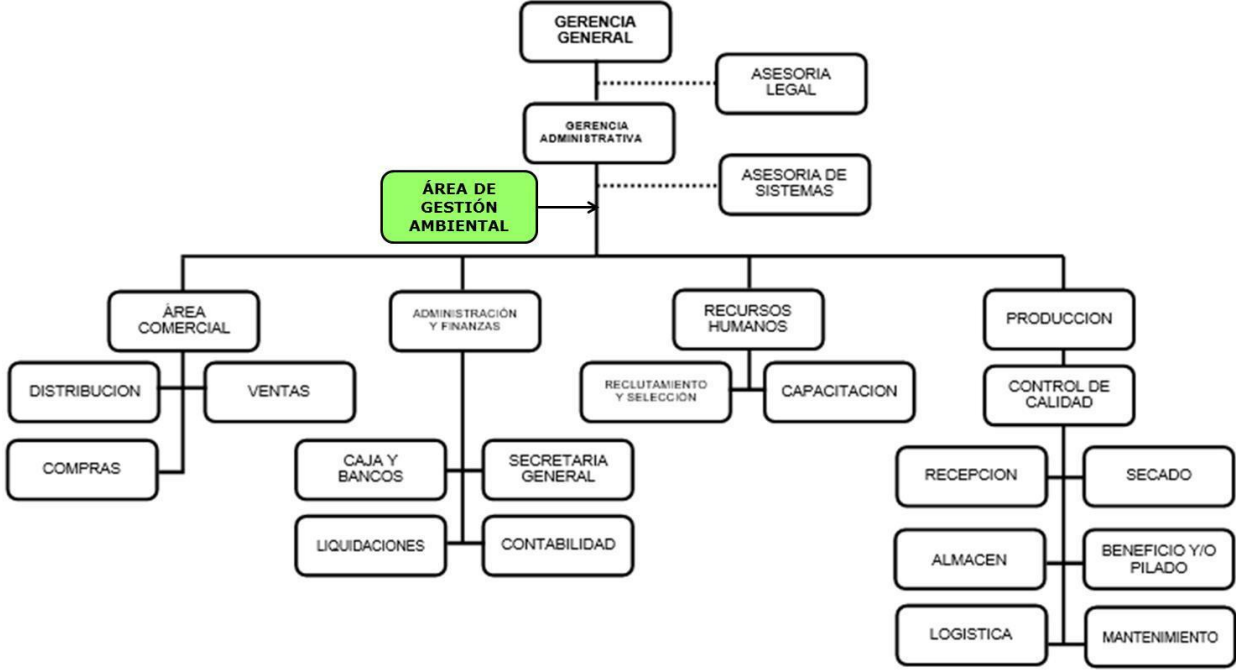 GERENCIA
GENERAL
ASESORIA
LEGAL
GERENCIA
ADMINISTRATIVA
ASESORIA DE
SISTEMAS
ÁREA DE
GESTIÓN
AMBIENTAL
ÁREA
COMERCIAL
ADMINISTRACIÓN
Y FINANZAS
RECURSOS
HUMANOS
PRODUCCION
DISTRIBUCION
VENTAS
RECLUTAMIENTO
Y SELECCIÓN
CAPACITACION
CONTROL DE
CALIDAD
COMPRAS
CAJA Y
BANCOS
SECRETARIA
GENERAL
RECEPCION
SECADO
LIQUIDACIONES
CONTABILIDAD
ALMACEN
BENEFICIO Y/O
PILADO
LOGISTICA
MANTENIMIENTO